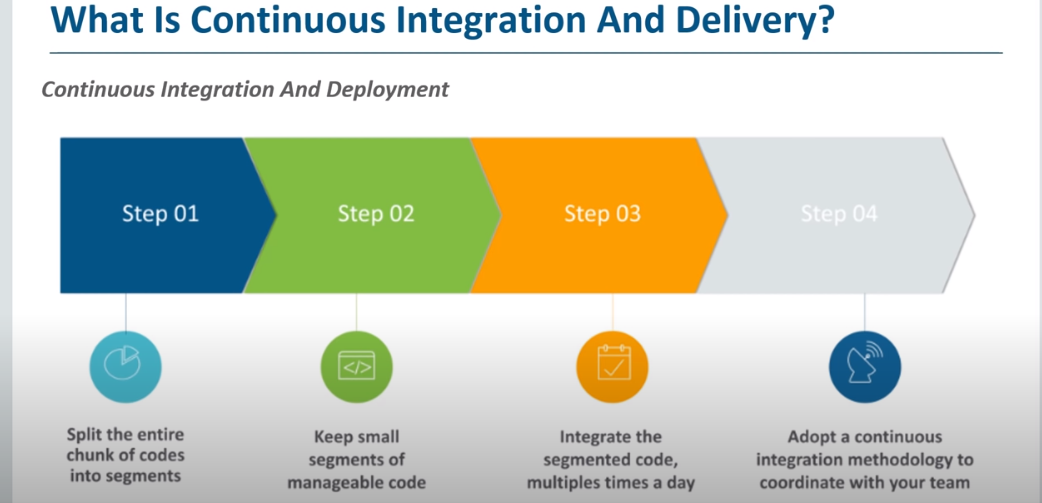 What Is Continuous Integration And Delivery?
Continuous Integration And Deployment
Step 01
Step 02
Step 03
Step 04
</>
Split the entire
chunk of codes
into segments
Keep small
segments of
manageable code
Integrate the
segmented code,
multiples times a day
Adopt a continuous
integration methodology to
coordinate with your team